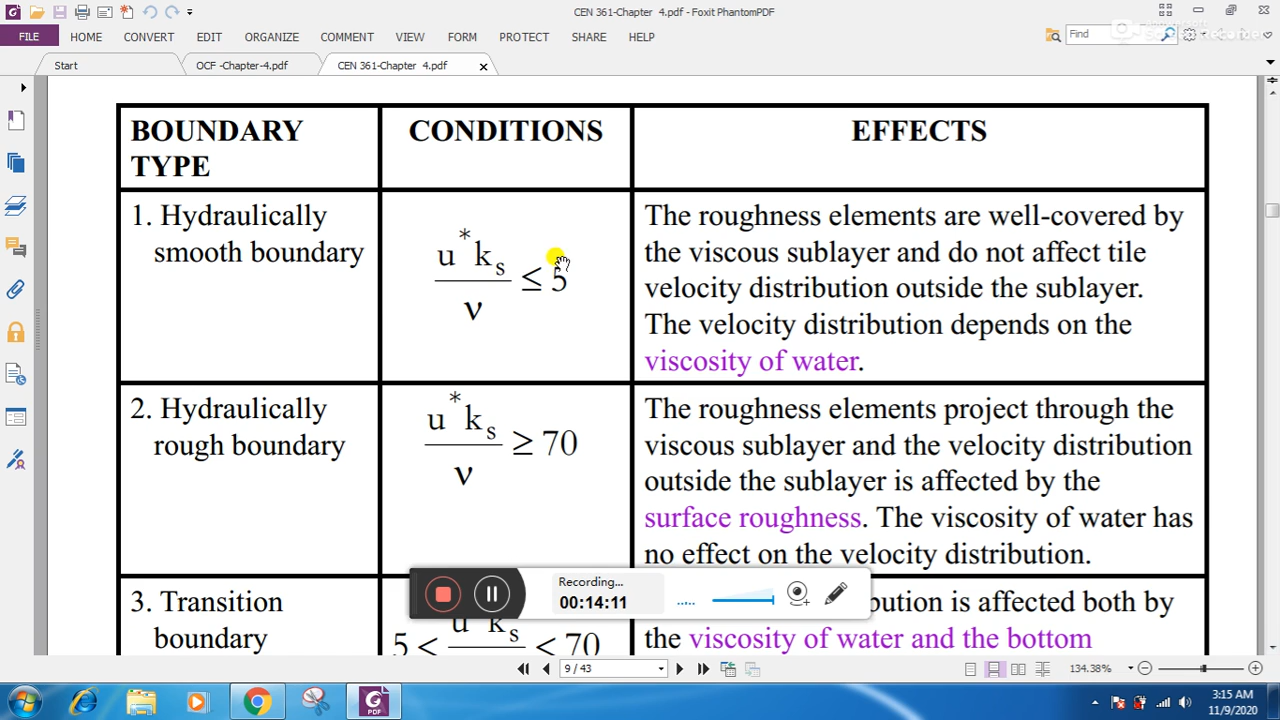 CEN 361-Chapter 4.pdf - Foxit PhantomPDF
FILE HOME CONVERT EDIT ORGANIZE COMMENT VIEW FORM PROTECT SHARE HELP
Find
Start OCF -Chapter-4.pdf CEN 361-Chapter 4.pdf
BOUNDARY TYPE
CONDITIONS
EFFECTS
1. Hydraulically
smooth boundary
u*ks
— ≤ 5
ν
The roughness elements are well-covered by
the viscous sublayer and do not affect tile
velocity distribution outside the sublayer.
The velocity distribution depends on the
viscosity of water.
2. Hydraulically
rough boundary
u*ks
— ≥ 70
ν
The roughness elements project through the
viscous sublayer and the velocity distribution
outside the sublayer is affected by the
surface roughness. The viscosity of water has
no effect on the velocity distribution.
3. Transition
boundary
u ks
5 < — < 70
bution is affected both by
the viscosity of water and the bottom
Recording...
00:14:11
9 / 43
134.38%
3:15 AM
11/9/2020